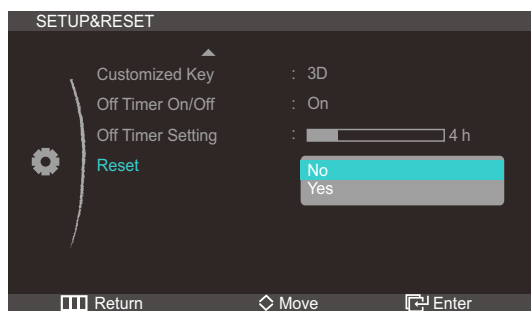 SETUP&RESET
Customized Key : 3D
Off Timer On/Off : On
Off Timer Setting : 4 h
Reset No
Yes
Return Move Enter